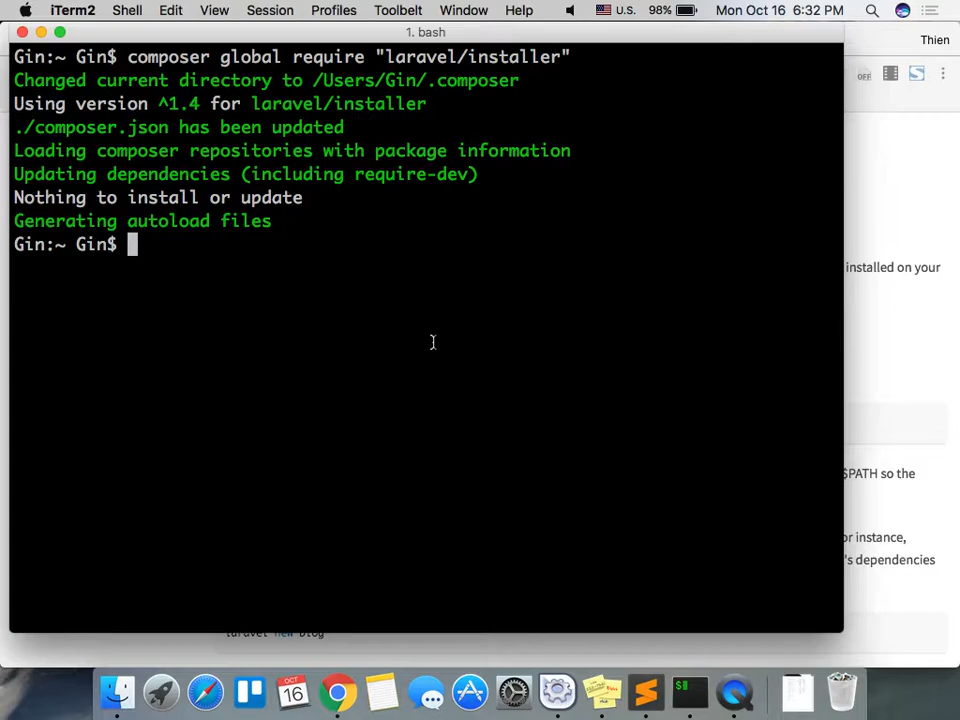 iTerm2 Shell Edit View Session Profiles Toolbelt Window Help U.S. 98% Mon Oct 16 6:32 PM
1. bash
Thien
Gin:~ Gin$ composer global require "laravel/installer"
Changed current directory to /Users/Gin/.composer
Using version ^1.4 for laravel/installer
./composer.json has been updated
Loading composer repositories with package information
Updating dependencies (including require-dev)
Nothing to install or update
Generating autoload files
Gin:~ Gin$
OFF
installed on your
$PATH so the
or instance,
's dependencies
laravel new blog
OCT
16